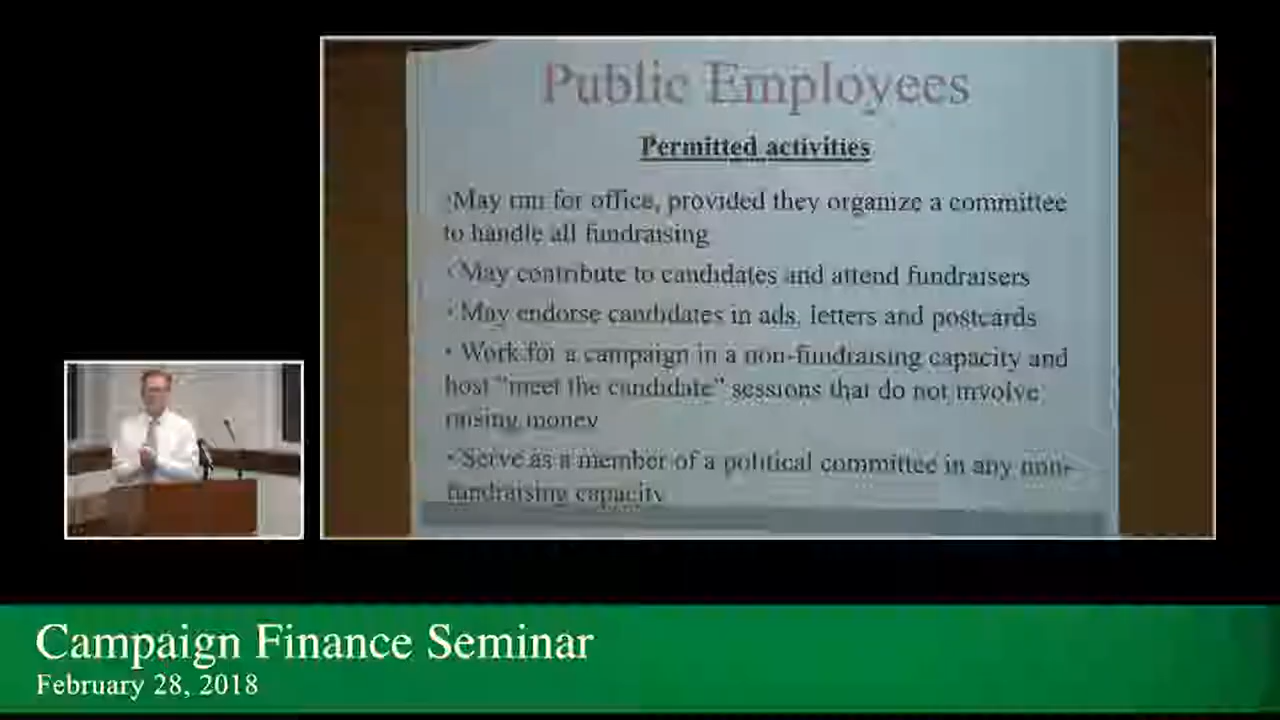 Public Employees
Permitted activities
•May run for office, provided they organize a committee
to handle all fundraising
• May contribute to candidates and attend fundraisers
• May endorse candidates in ads, letters and postcards
• Work for a campaign in a non-fundraising capacity and
host "meet the candidate" sessions that do not involve
raising money
• Serve as a member of a political committee in any non-
fundraising capacity
Campaign Finance Seminar
February 28, 2018